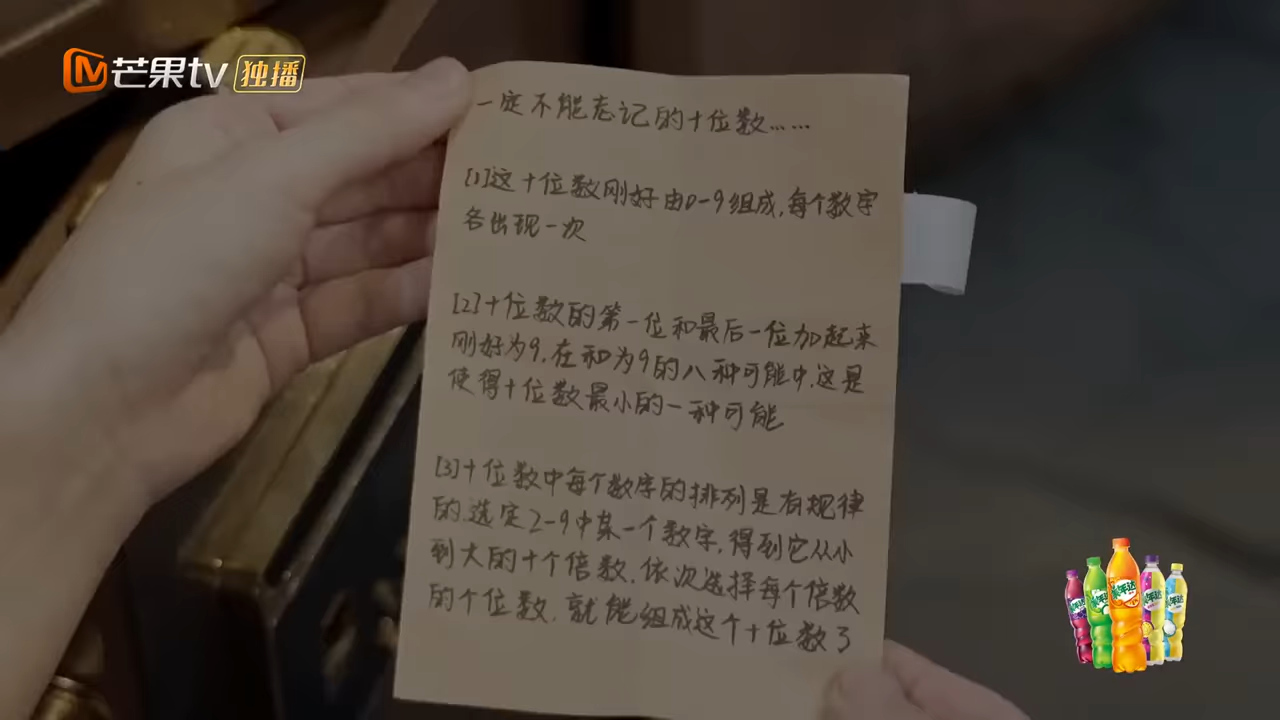 芒果tv 独播
一定不能忘记的十位数……
[1]这十位数刚好由0-9组成,每个数字
各出现一次
[2]十位数的第一位和最后一位加起来
刚好为9,在和为9的八种可能中,这是
使得十位数最小的一种可能
[3]十位数中每个数字的排列是有规律
的.选定2-9中某一个数字,得到它从小
到大的十个倍数.依次选择每个倍数
的个位数.就能组成这个十位数了